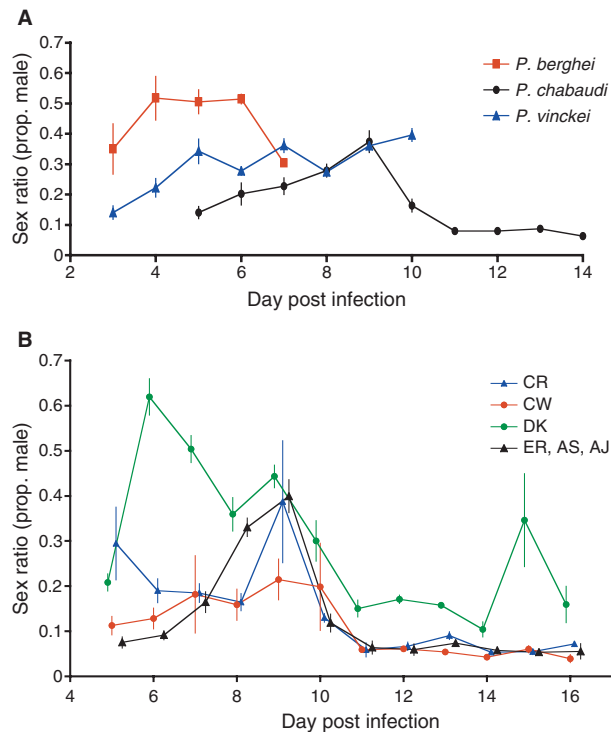 A
Sex ratio (prop. male)
0.7
0.6
0.5
0.4
0.3
0.2
0.1
0
2 4 6 8 10 12 14
Day post infection
P. berghei
P. chabaudi
P. vinckei
B
Sex ratio (prop. male)
0.7
0.6
0.5
0.4
0.3
0.2
0.1
0
4 6 8 10 12 14 16
Day post infection
CR
CW
DK
ER, AS, AJ